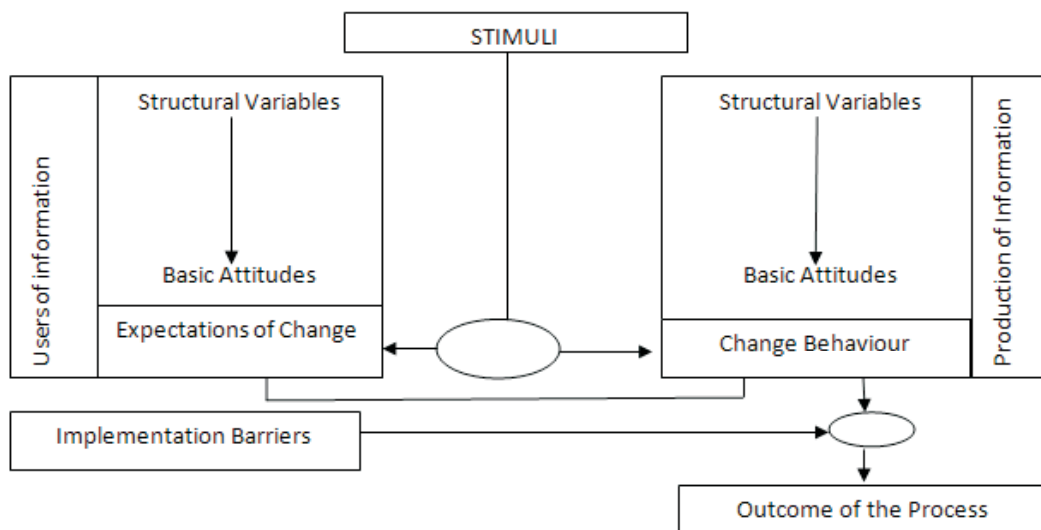 STIMULI
Users of information
Structural Variables
Basic Attitudes
Expectations of Change
Structural Variables
Basic Attitudes
Change Behaviour
Production of Information
Implementation Barriers
Outcome of the Process